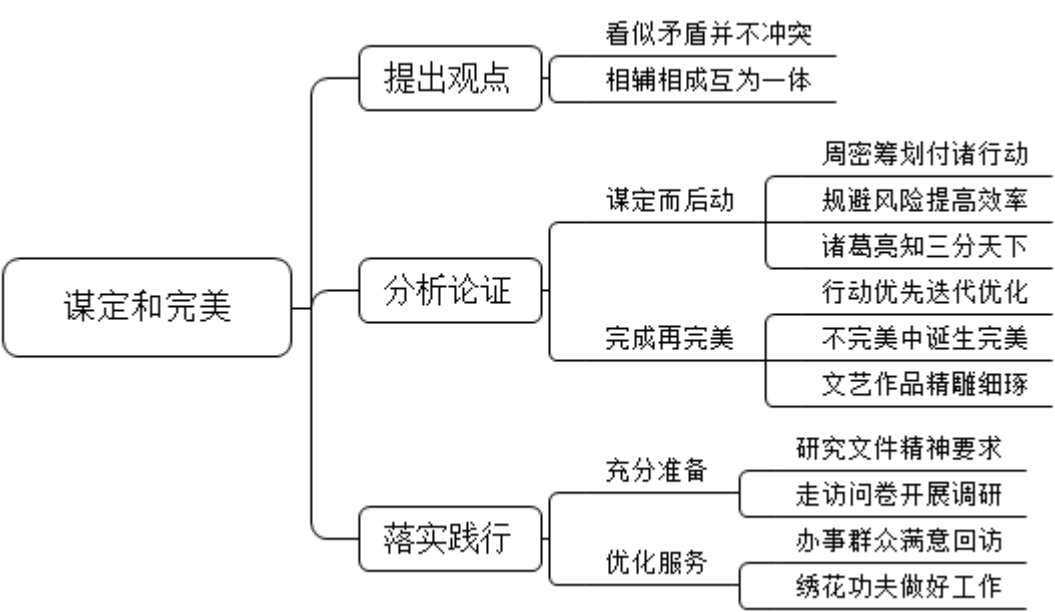 谋定和完美
提出观点
看似矛盾并不冲突
相辅相成互为一体
分析论证
谋定而后动
周密筹划付诸行动
规避风险提高效率
诸葛亮知三分天下
完成再完美
行动优先迭代优化
不完美中诞生完美
文艺作品精雕细琢
落实践行
充分准备
研究文件精神要求
走访问卷开展调研
优化服务
办事群众满意回访
绣花功夫做好工作